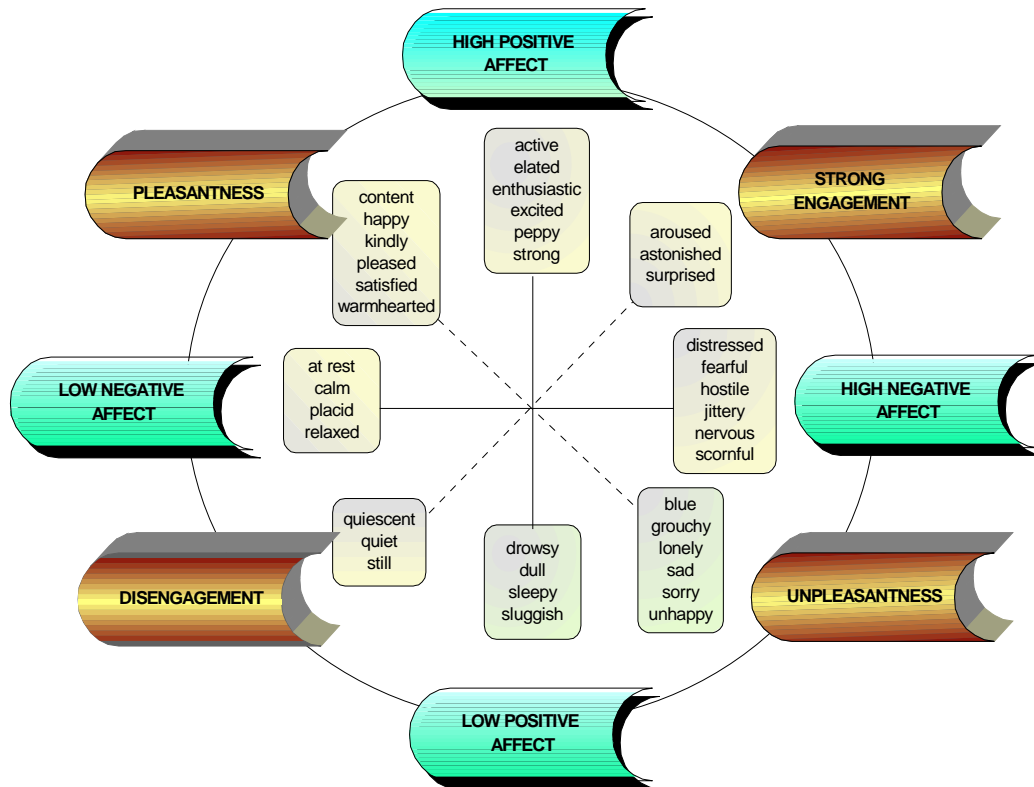 HIGH POSITIVE
AFFECT
PLEASANTNESS
STRONG
ENGAGEMENT
active
elated
enthusiastic
excited
peppy
strong
content
happy
kindly
pleased
satisfied
warmhearted
aroused
astonished
surprised
LOW NEGATIVE
AFFECT
at rest
calm
placid
relaxed
distressed
fearful
hostile
jittery
nervous
scornful
HIGH NEGATIVE
AFFECT
DISENGAGEMENT
quiescent
quiet
still
drowsy
dull
sleepy
sluggish
blue
grouchy
lonely
sad
sorry
unhappy
UNPLEASANTNESS
LOW POSITIVE
AFFECT